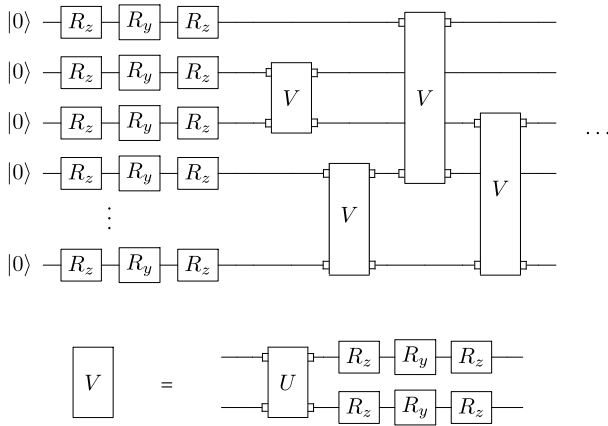 |0⟩ R_z R_y R_z
|0⟩ R_z R_y R_z V V
|0⟩ R_z R_y R_z ...
|0⟩ R_z R_y R_z V
⋮ V
|0⟩ R_z R_y R_z
V = U R_z R_y R_z
R_z R_y R_z